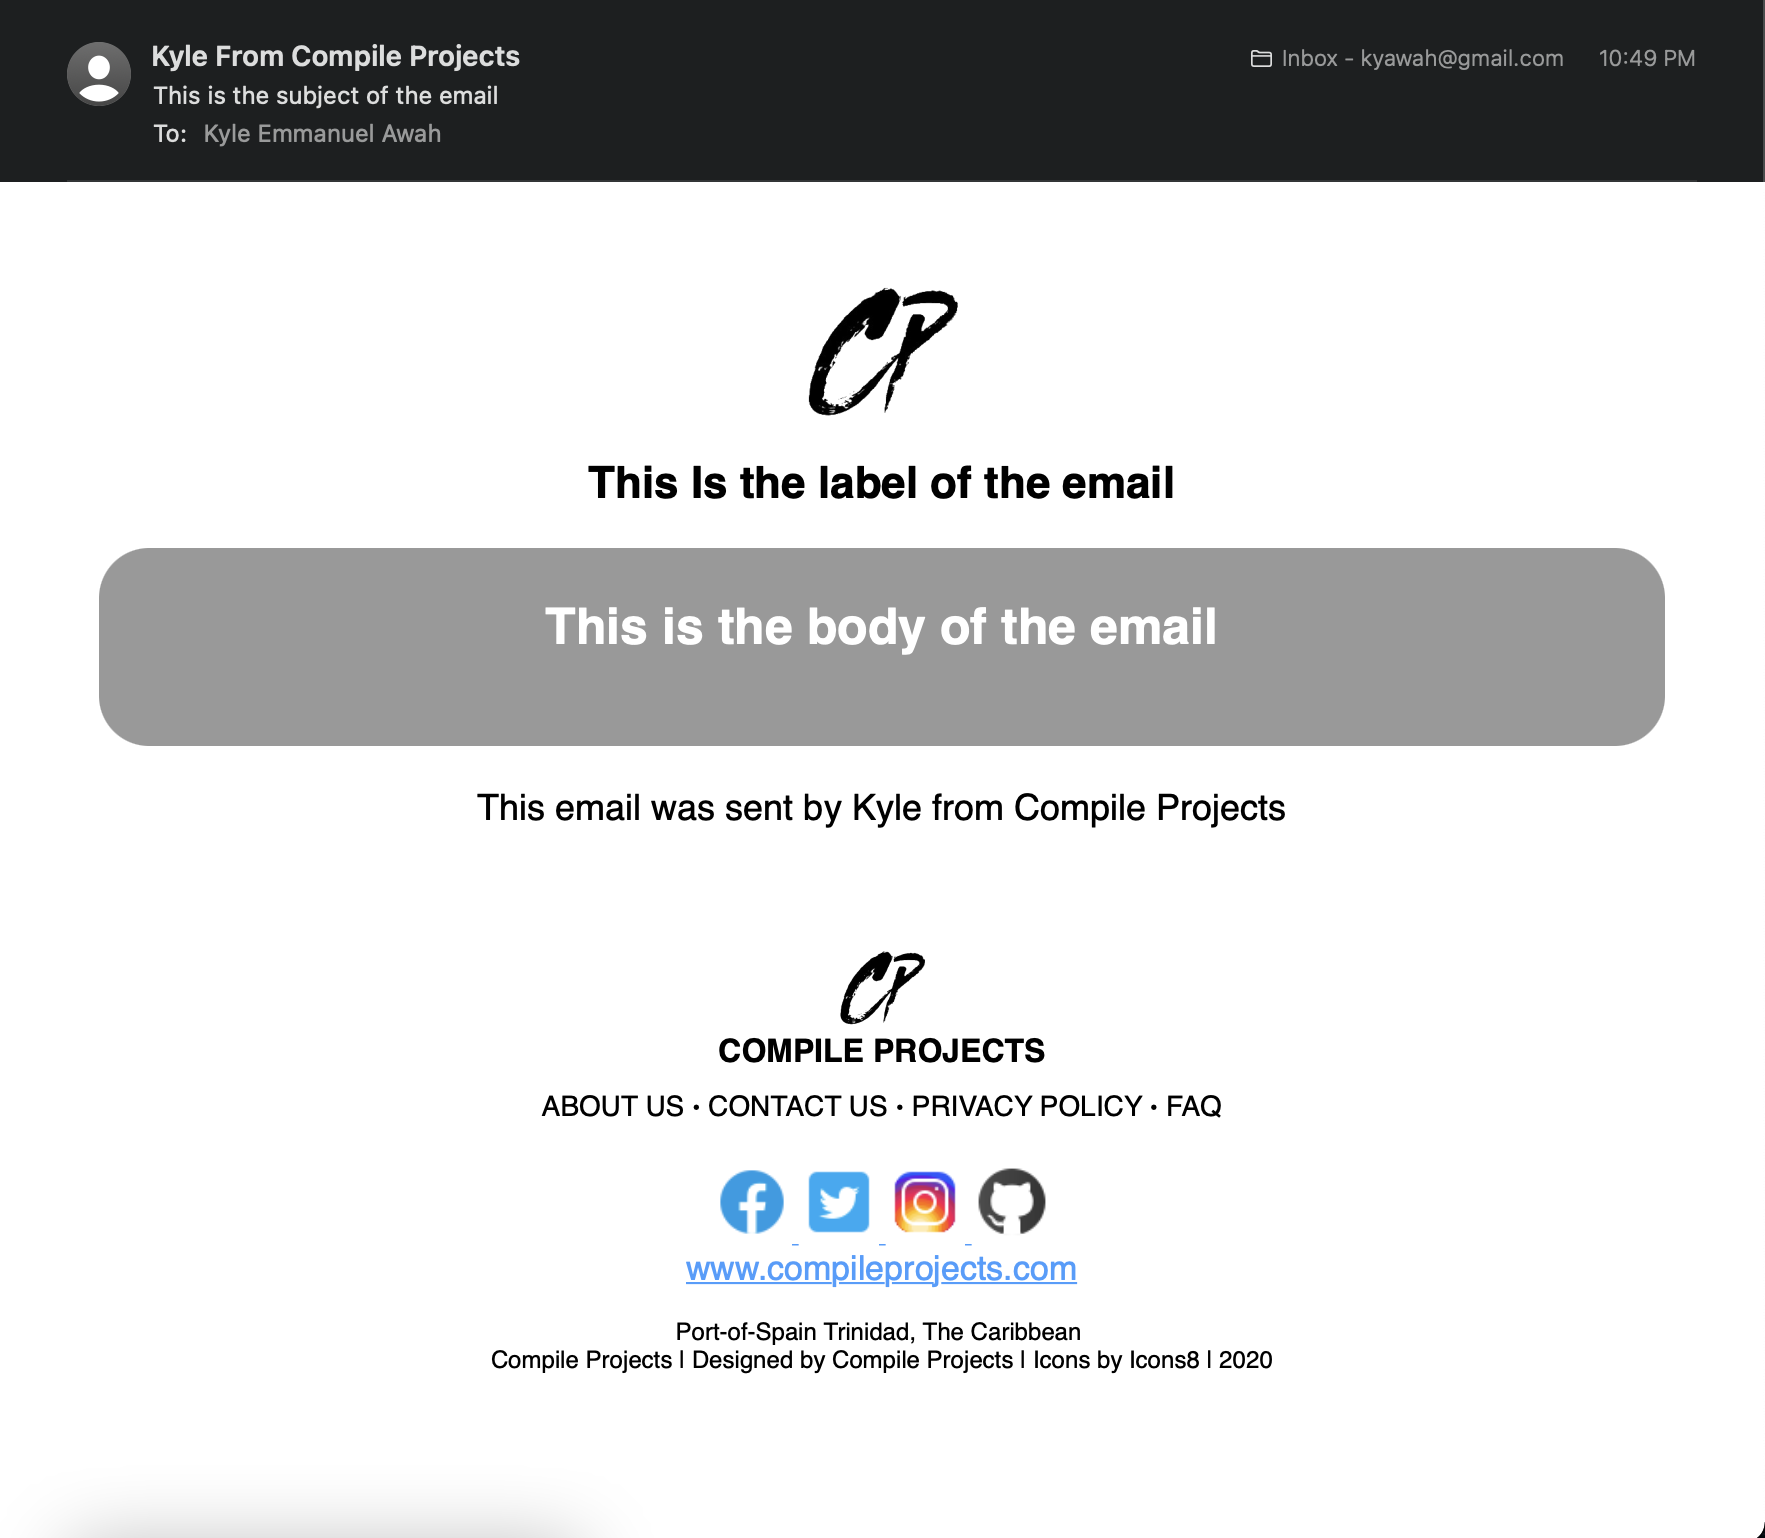 Kyle From Compile Projects
Inbox - kyawah@gmail.com 10:49 PM
This is the subject of the email
To: Kyle Emmanuel Awah
CP
This Is the label of the email
This is the body of the email
This email was sent by Kyle from Compile Projects
CP
COMPILE PROJECTS
ABOUT US • CONTACT US • PRIVACY POLICY • FAQ
www.compileprojects.com
Port-of-Spain Trinidad, The Caribbean
Compile Projects | Designed by Compile Projects | Icons by Icons8 | 2020